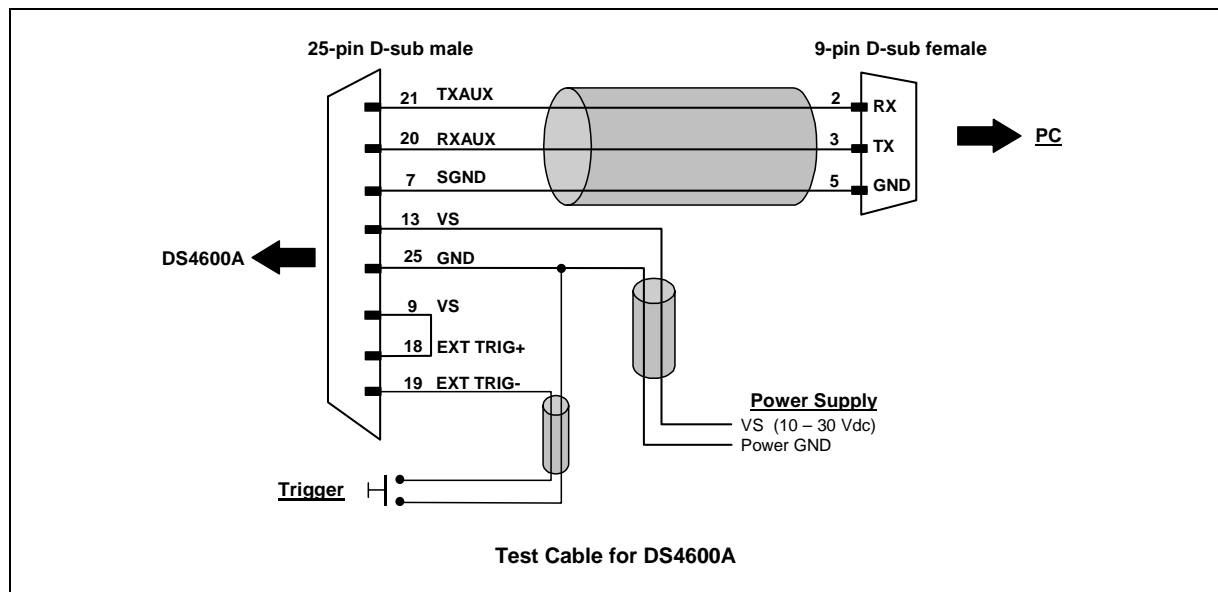 25-pin D-sub male
9-pin D-sub female
21 TXAUX 2 RX
20 RXAUX 3 TX
PC
7 SGND 5 GND
13 VS
DS4600A
25 GND
9 VS
18 EXT TRIG+
19 EXT TRIG-
Power Supply
VS (10 – 30 Vdc)
Power GND
Trigger
Test Cable for DS4600A